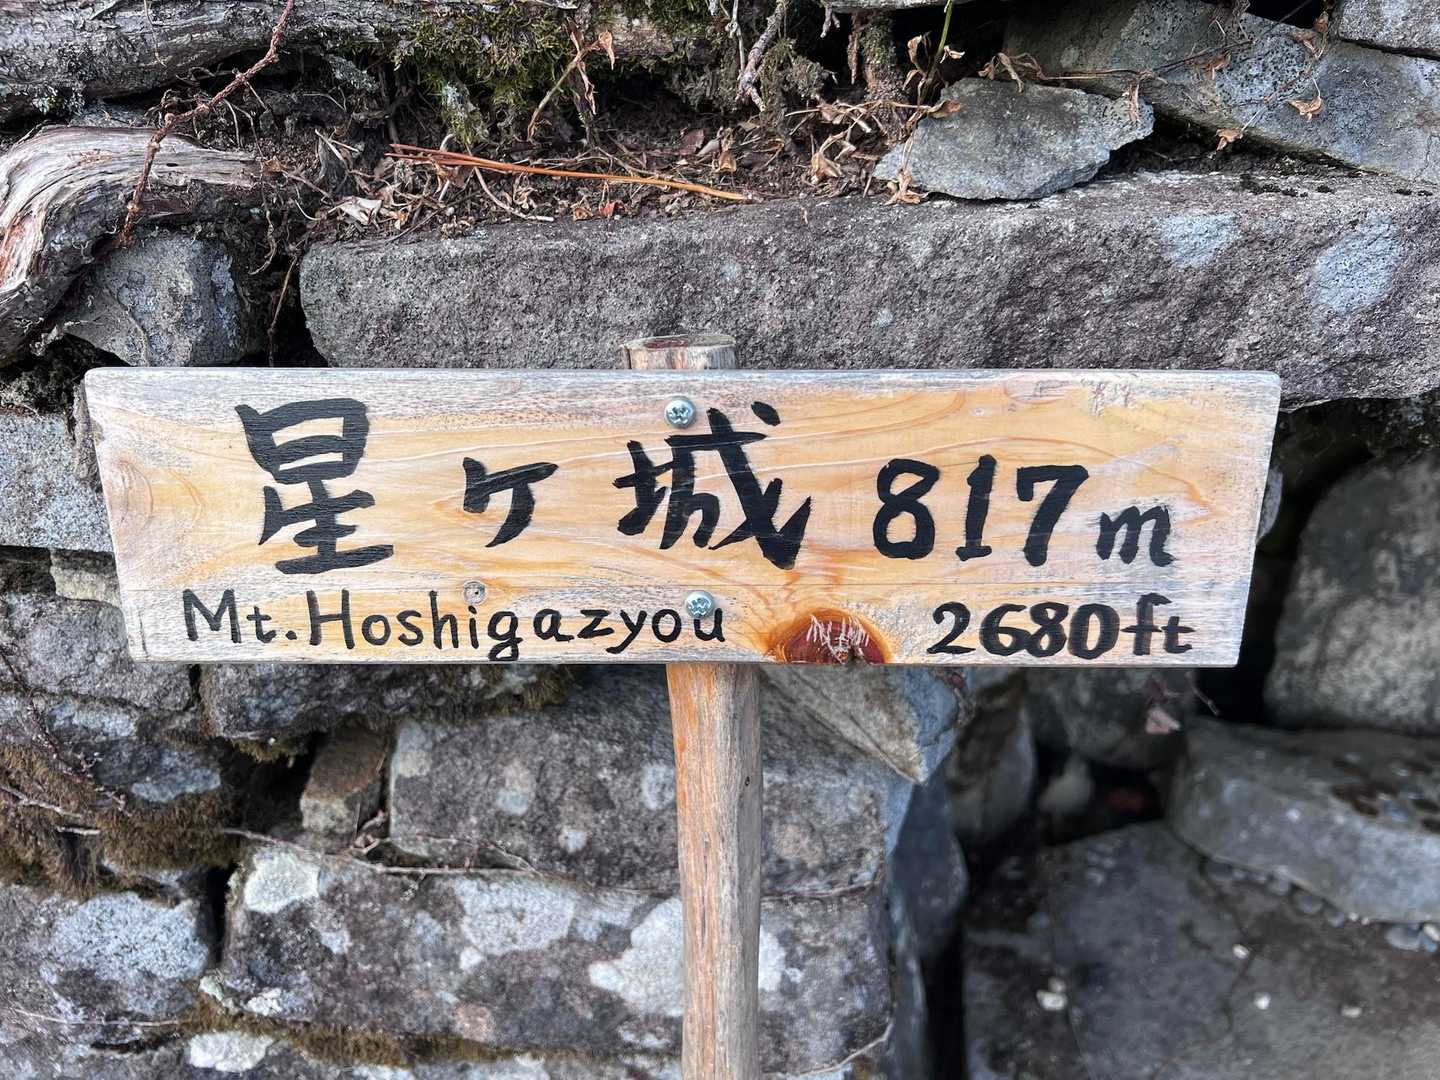 星ヶ城 817m
Mt. Hoshigazyou 2680ft